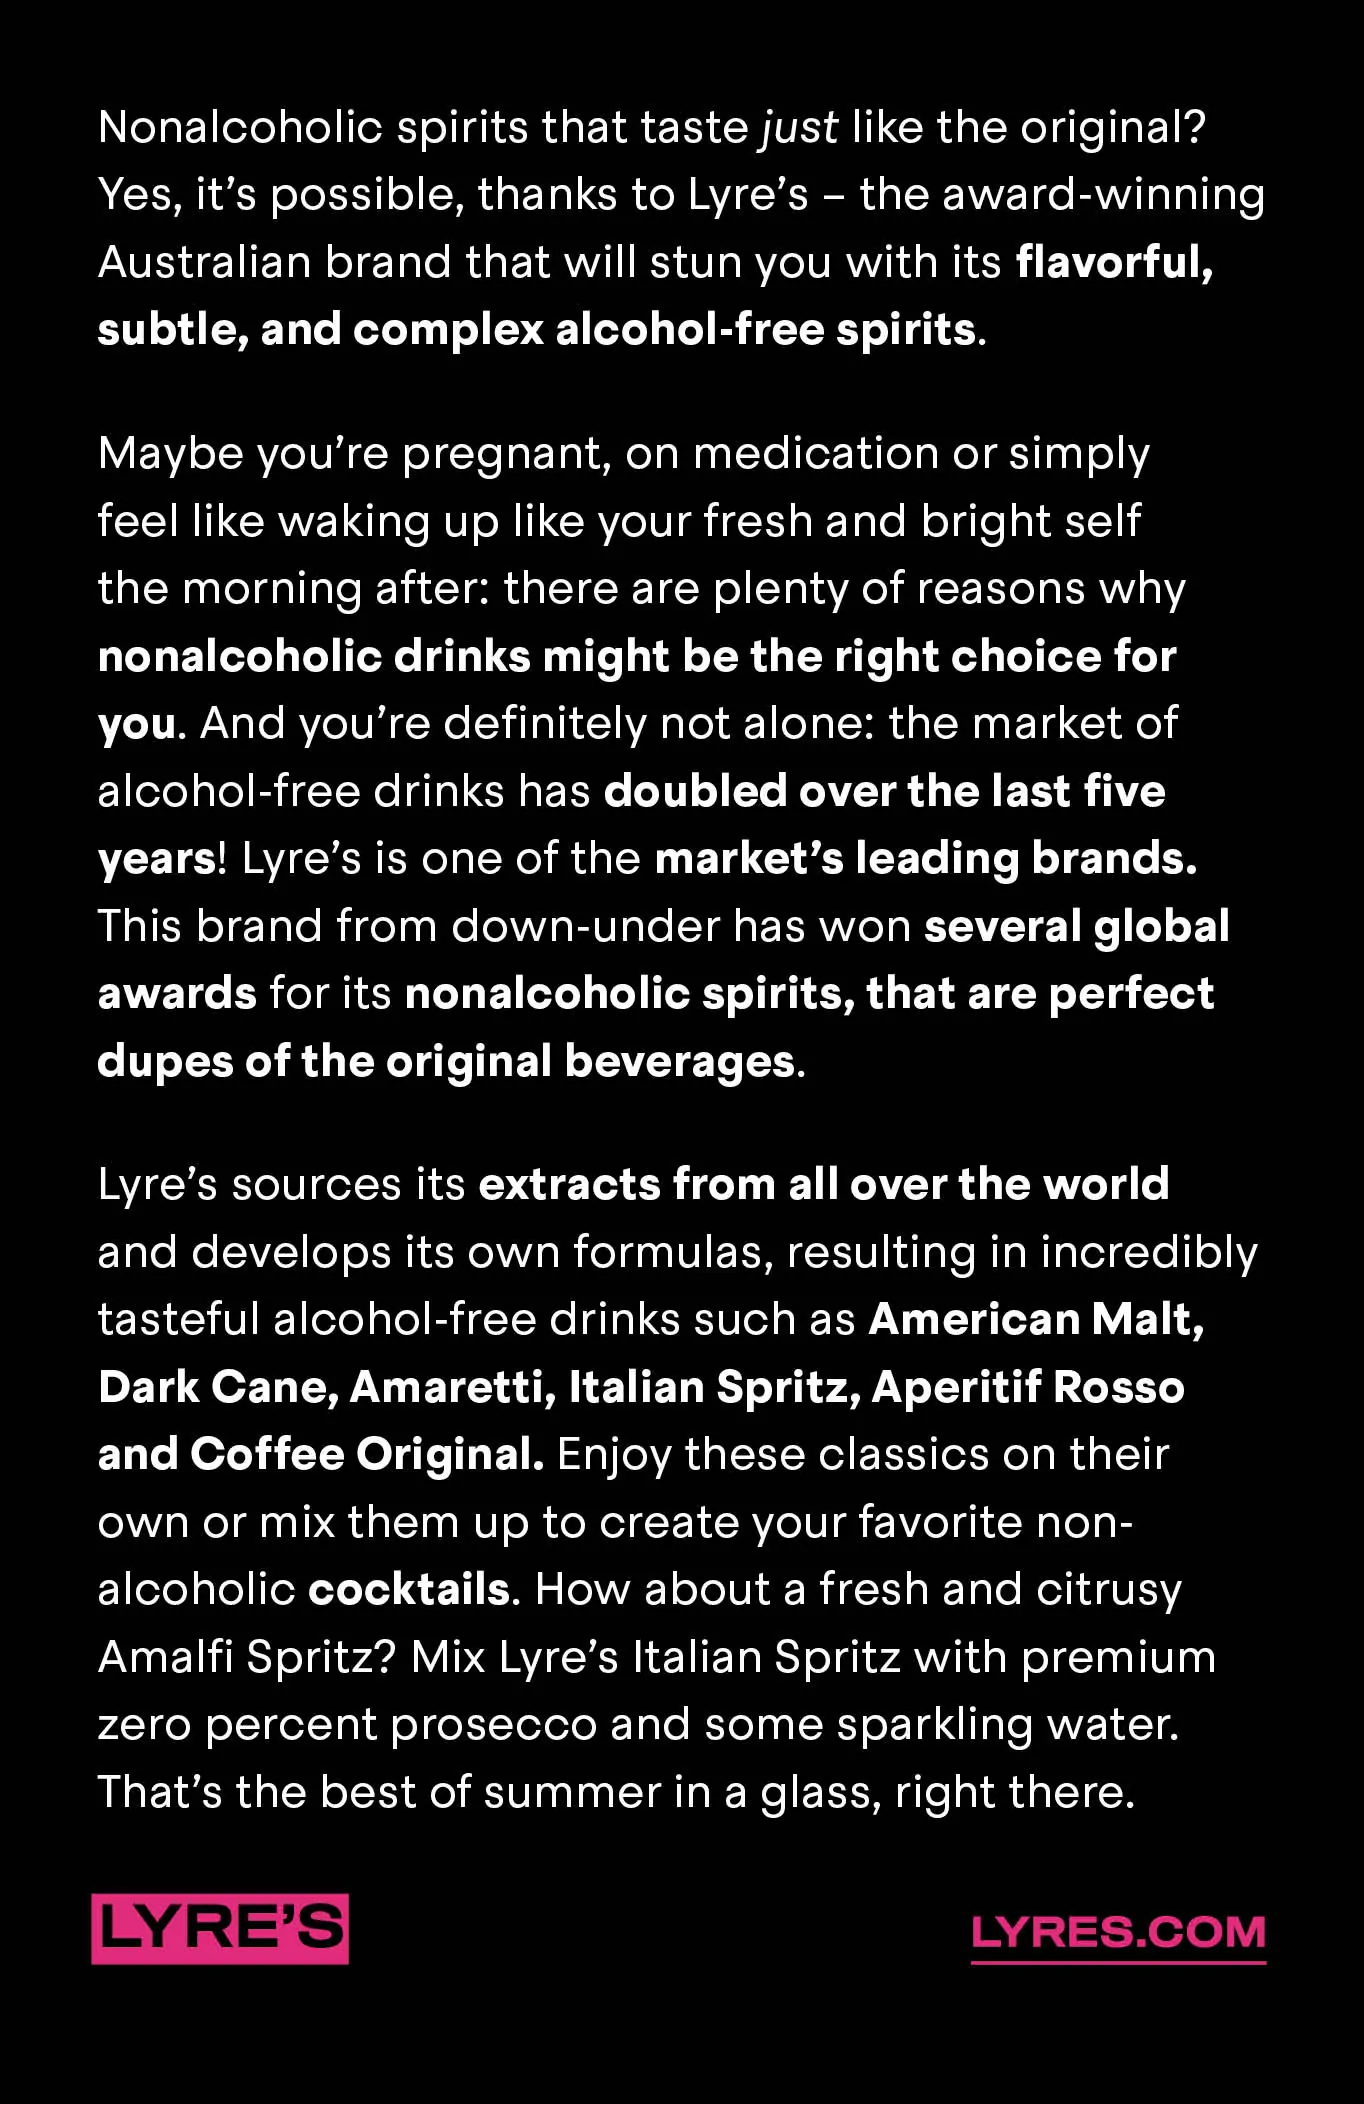 Nonalcoholic spirits that taste just like the original?
Yes, it’s possible, thanks to Lyre’s – the award-winning
Australian brand that will stun you with its flavorful,
subtle, and complex alcohol-free spirits.
Maybe you’re pregnant, on medication or simply
feel like waking up like your fresh and bright self
the morning after: there are plenty of reasons why
nonalcoholic drinks might be the right choice for
you. And you’re definitely not alone: the market of
alcohol-free drinks has doubled over the last five
years! Lyre’s is one of the market’s leading brands.
This brand from down-under has won several global
awards for its nonalcoholic spirits, that are perfect
dupes of the original beverages.
Lyre’s sources its extracts from all over the world
and develops its own formulas, resulting in incredibly
tasteful alcohol-free drinks such as American Malt,
Dark Cane, Amaretti, Italian Spritz, Aperitif Rosso
and Coffee Original. Enjoy these classics on their
own or mix them up to create your favorite non-
alcoholic cocktails. How about a fresh and citrusy
Amalfi Spritz? Mix Lyre’s Italian Spritz with premium
zero percent prosecco and some sparkling water.
That’s the best of summer in a glass, right there.
LYRE’S
LYRES.COM